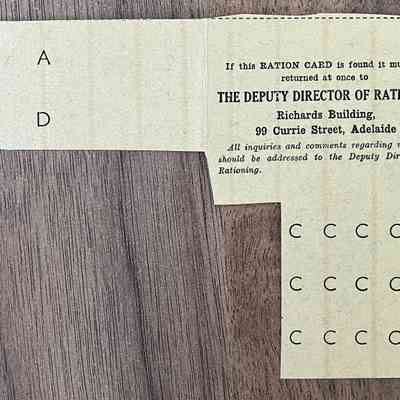 A
D
If this RATION CARD is found it
returned at once to
THE DEPUTY DIRECTOR OF
Richards Building,
99 Currie Street, Adelaide
All inquiries and comments regarding
should be addressed to the Deputy
Rationing.
C C C C
C C C C
C C C C